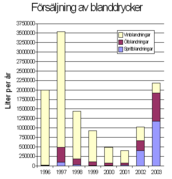 Försäljning av blanddrycker
3750000
3500000
3250000
3000000
2750000
2500000
2250000
2000000
1750000
1500000
1250000
1000000
750000
500000
250000
0
Liter per år
Vinblandningar
Ölblandningar
Spritblandningar
1996 1997 1998 1999 2000 2001 2002 2003